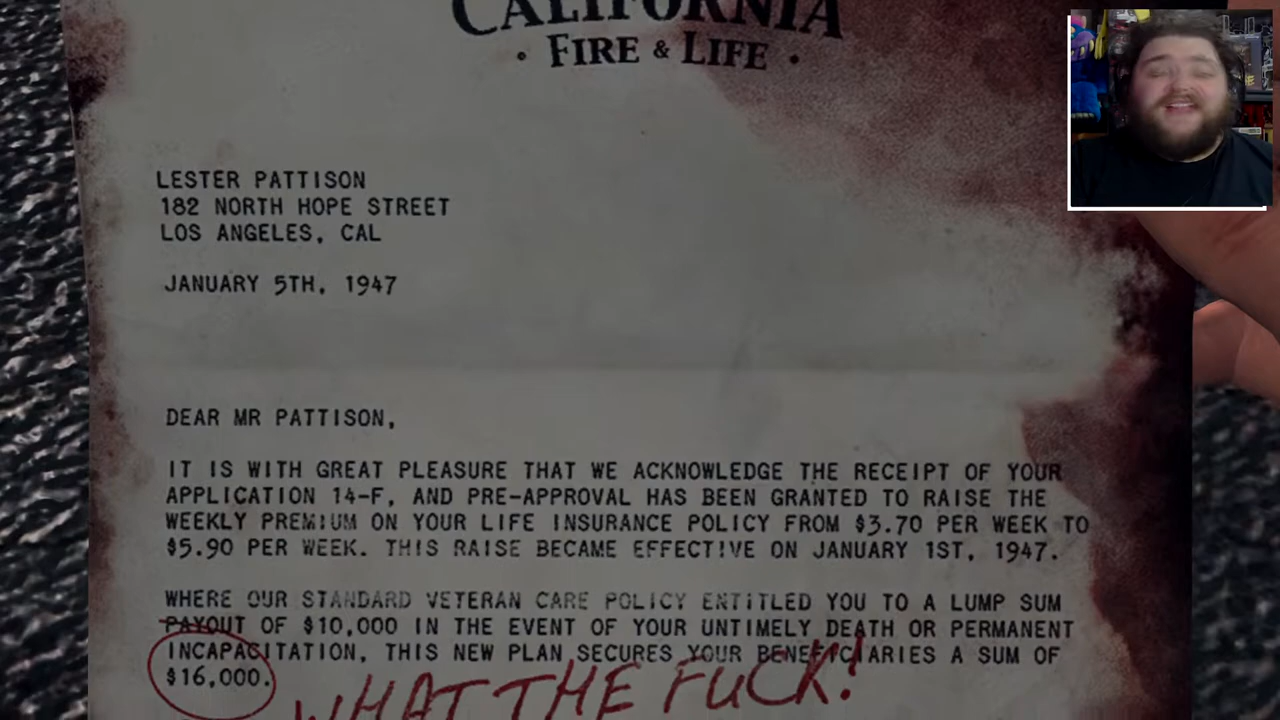 CALIFORNIA
• FIRE & LIFE •
LESTER PATTISON
182 NORTH HOPE STREET
LOS ANGELES, CAL
JANUARY 5TH, 1947
DEAR MR PATTISON,
IT IS WITH GREAT PLEASURE THAT WE ACKNOWLEDGE THE RECEIPT OF YOUR
APPLICATION 14-F, AND PRE-APPROVAL HAS BEEN GRANTED TO RAISE THE
WEEKLY PREMIUM ON YOUR LIFE INSURANCE POLICY FROM $3.70 PER WEEK TO
$5.90 PER WEEK. THIS RAISE BECAME EFFECTIVE ON JANUARY 1ST, 1947.
WHERE OUR STANDARD VETERAN CARE POLICY ENTITLED YOU TO A LUMP SUM
PAYOUT OF $10,000 IN THE EVENT OF YOUR UNTIMELY DEATH OR PERMANENT
INCAPACITATION, THIS NEW PLAN SECURES YOUR BENEFICIARIES A SUM OF
$16,000.
WHAT THE FUCK!